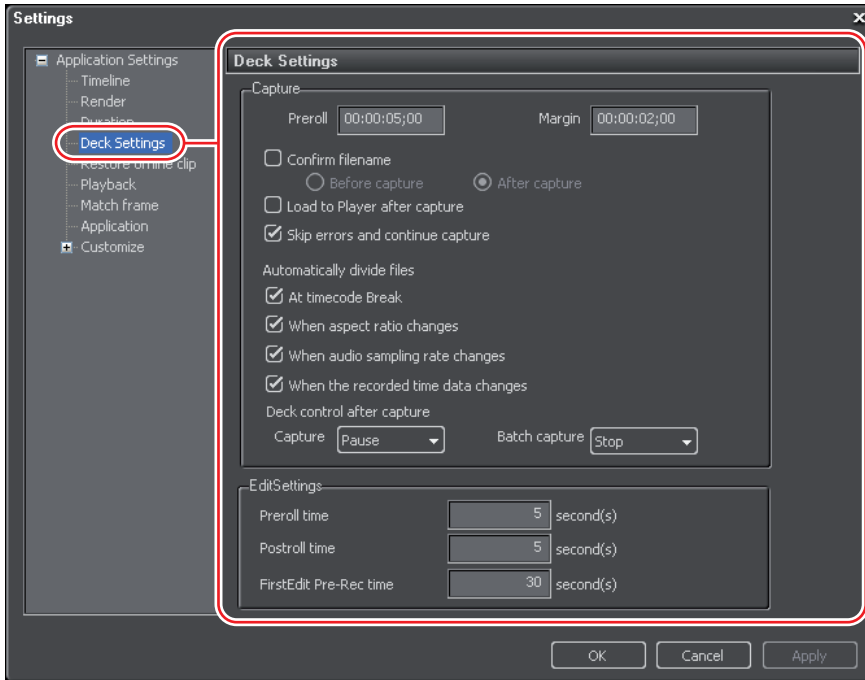 Settings
Application Settings
Timeline
Render
Duration
Deck Settings
Restore offline clip
Playback
Match frame
Application
Customize
Deck Settings
Capture
Preroll 00:00:05;00 Margin 00:00:02;00
Confirm filename
Before capture After capture
Load to Player after capture
Skip errors and continue capture
Automatically divide files
At timecode Break
When aspect ratio changes
When audio sampling rate changes
When the recorded time data changes
Deck control after capture
Capture Pause Batch capture Stop
EditSettings
Preroll time 5 second(s)
Postroll time 5 second(s)
FirstEdit Pre-Rec time 30 second(s)
OK Cancel Apply